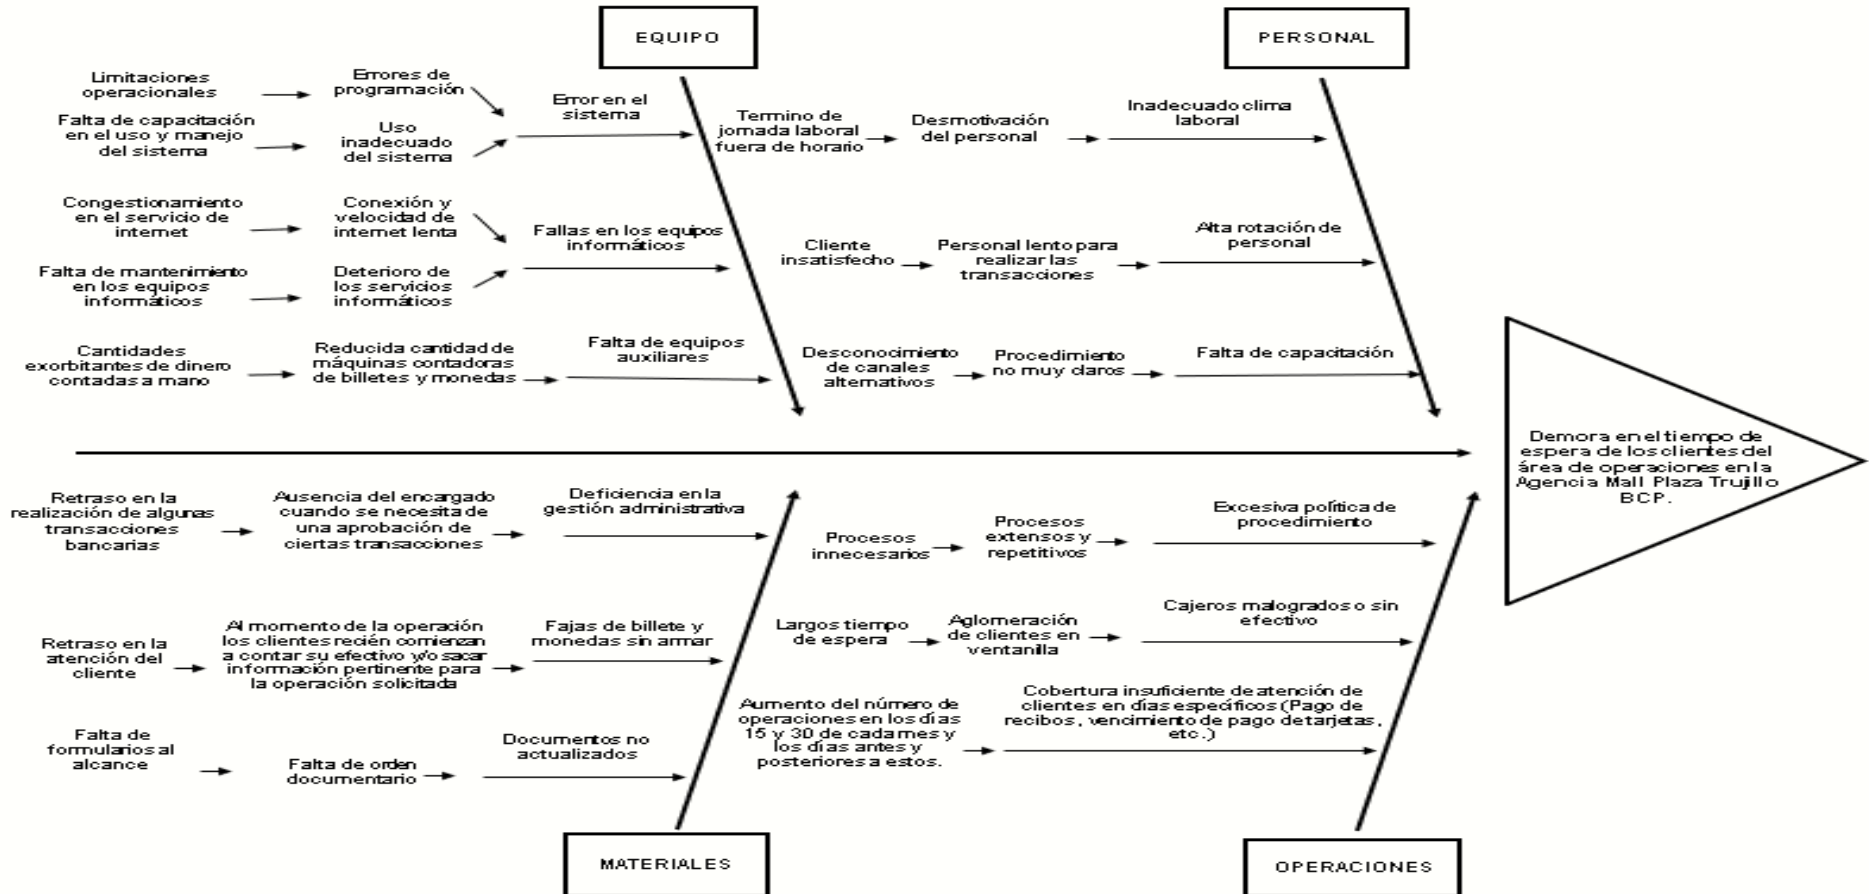 EQUIPO
PERSONAL
Limitaciones
operacionales
Errores de
programación
Error en el
sistema
Falta de capacitación
en el uso y manejo
del sistema
Uso
inadecuado
del sistema
Termino de
jornada laboral
fuera de horario
Desmotivación
del personal
Inadecuado clima
laboral
Congestionamiento
en el servicio de
internet
Conexión y
velocidad de
internet lenta
Fallas en los equipos
informáticos
Falta de mantenimiento
en los equipos
informáticos
Deterioro de
los servicios
informáticos
Cliente
insatisfecho
Personal lento para
realizar las
transacciones
Alta rotación de
personal
Cantidades
exorbitantes de dinero
contadas a mano
Reducida cantidad de
máquinas contadoras
de billetes y monedas
Falta de equipos
auxiliares
Desconocimiento
de canales
alternativos
Procedimiento
no muy claros
Falta de capacitación
Demora en el tiempo de
espera de los clientes del
área de operaciones en la
Agencia Mall Plaza Trujillo
BCP.
Retraso en la
realización de algunas
transacciones
bancarias
Ausencia del encargado
cuando se necesita de
una aprobación de
ciertas transacciones
Deficiencia en la
gestión administrativa
Procesos
innecesarios
Procesos
extensos y
repetitivos
Excesiva política de
procedimiento
Retraso en la
atención del
cliente
Al momento de la operación
los clientes recién comienzan
a contar su efectivo y/o sacar
información pertinente para
la operación solicitada
Fajas de billete y
monedas sin armar
Largos tiempo
de espera
Aglomeración
de clientes en
ventanilla
Cajeros malogrados o sin
efectivo
Falta de
formularios al
alcance
Falta de orden
documentario
Documentos no
actualizados
Aumento del número de
operaciones en los días
15 y 30 de cada mes y
los días antes y
posteriores a estos.
Cobertura insuficiente de atención de
clientes en días específicos (Pago de
recibos, vencimiento de pago de tarjetas,
etc.)
MATERIALES
OPERACIONES